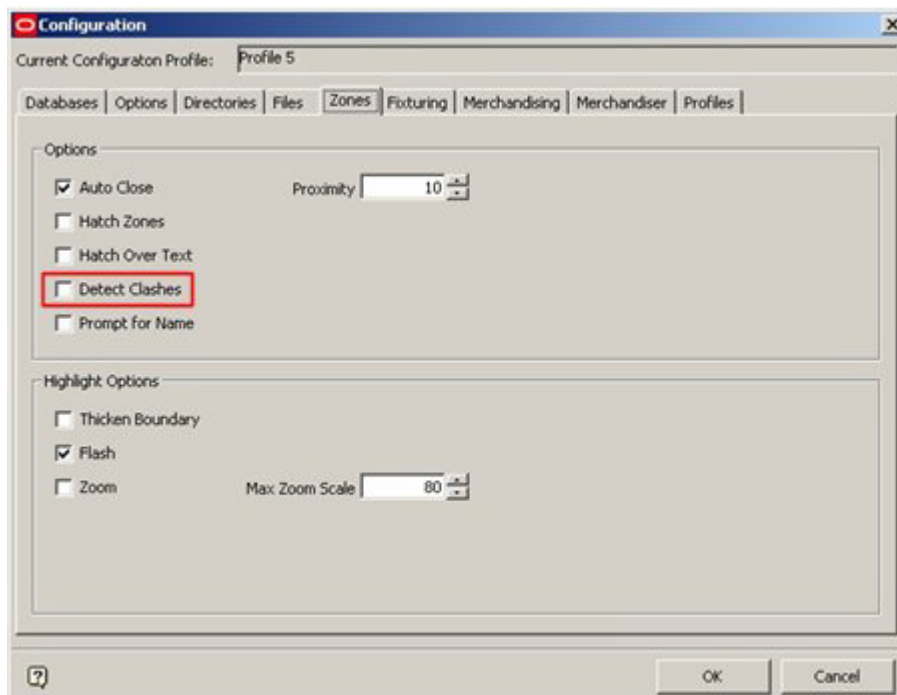 Configuration
Current Configuraton Profile: Profile 5
Databases Options Directories Files Zones Fixturing Merchandising Merchandiser Profiles
Options
Auto Close Proximity 10
Hatch Zones
Hatch Over Text
Detect Clashes
Prompt for Name
Highlight Options
Thicken Boundary
Flash
Zoom Max Zoom Scale 80
OK Cancel